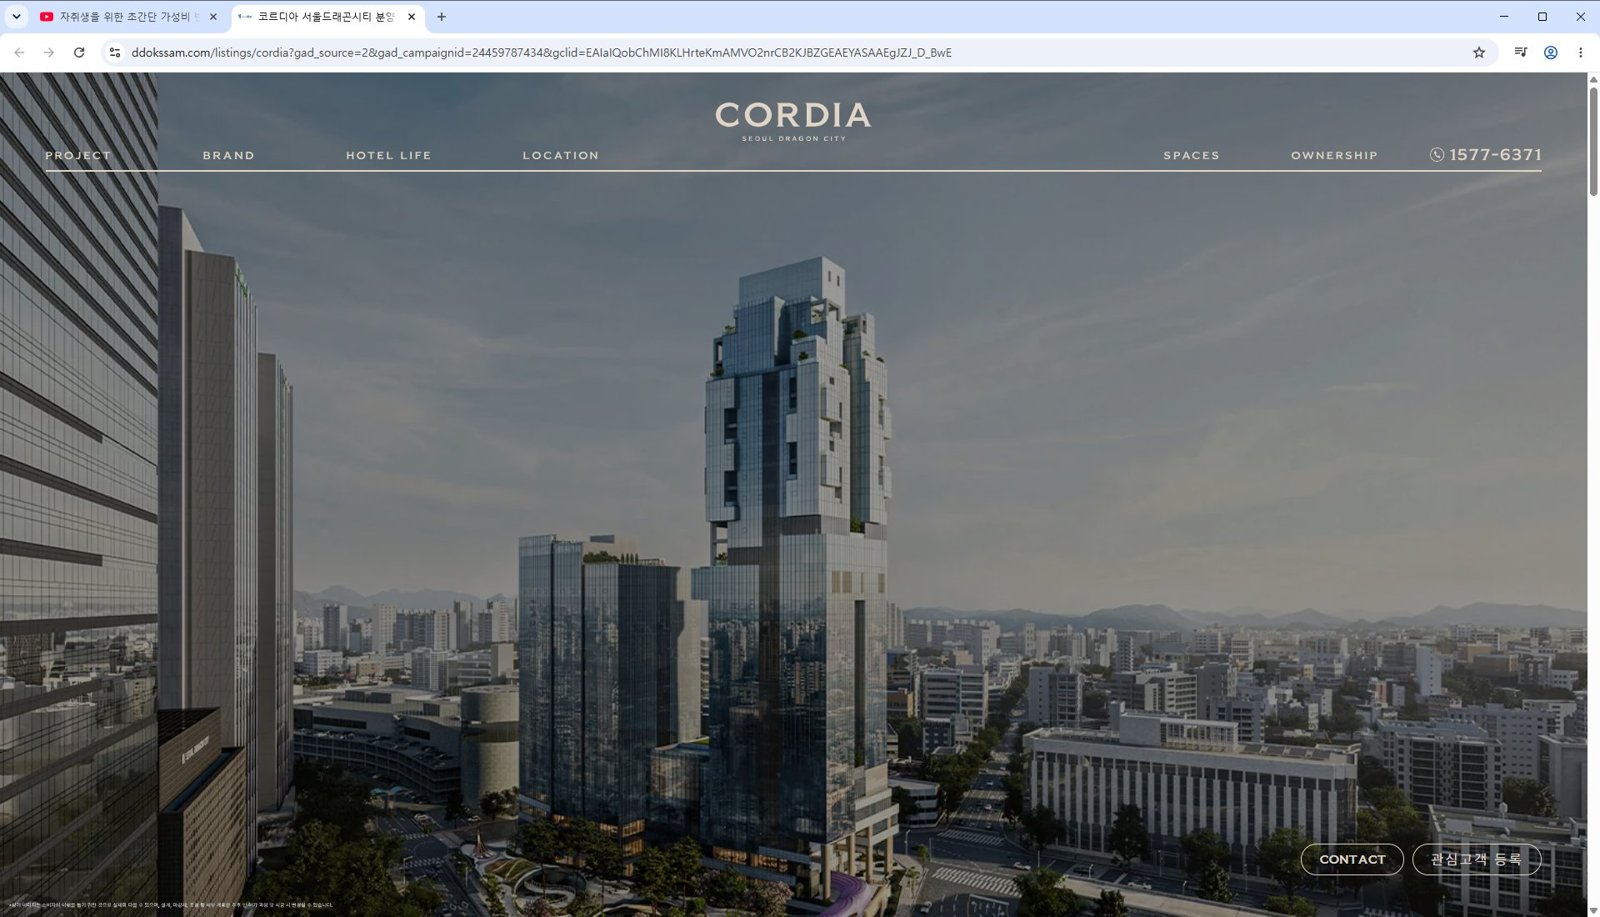 자취생을 위한 초간단 가성비
코르디아 서울드래곤시티 분양
ddokssam.com/listings/cordia?gad_source=2&gad_campaignid=24459787434&gclid=EAIaIQobChMI8KLHrteKmAMVO2nrCB2KJBZGEAEYASAAEgJZJ_D_BwE
CORDIA
SEOUL DRAGON CITY
PROJECT BRAND HOTEL LIFE LOCATION SPACES OWNERSHIP 1577-6371
CONTACT 관심고객 등록